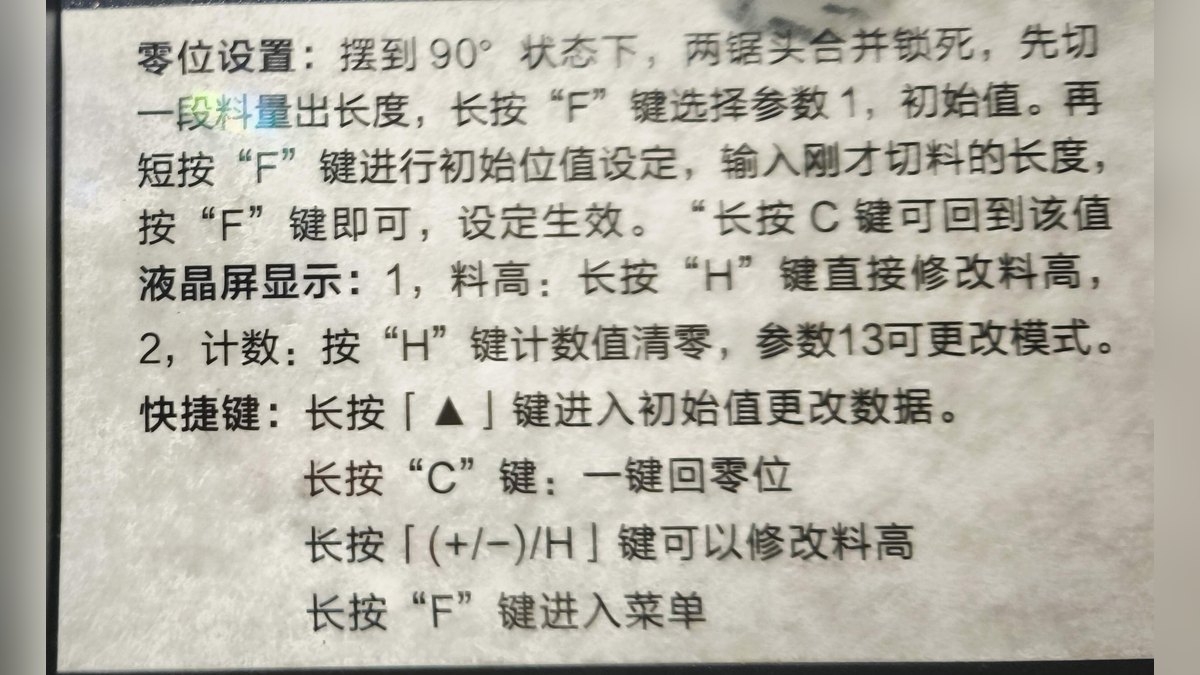 零位设置：摆到 90° 状态下，两锯头合并锁死，先切
一段料量出长度，长按“F”键选择参数 1，初始值。再
短按“F”键进行初始位值设定，输入刚才切料的长度，
按“F”键即可，设定生效。“长按 C 键可回到该值
液晶屏显示：1，料高：长按“H”键直接修改料高，
2，计数：按“H”键计数值清零，参数13可更改模式。
快捷键：长按「▲」键进入初始值更改数据。
长按“C”键：一键回零位
长按「(+/−)/H」键可以修改料高
长按“F”键进入菜单